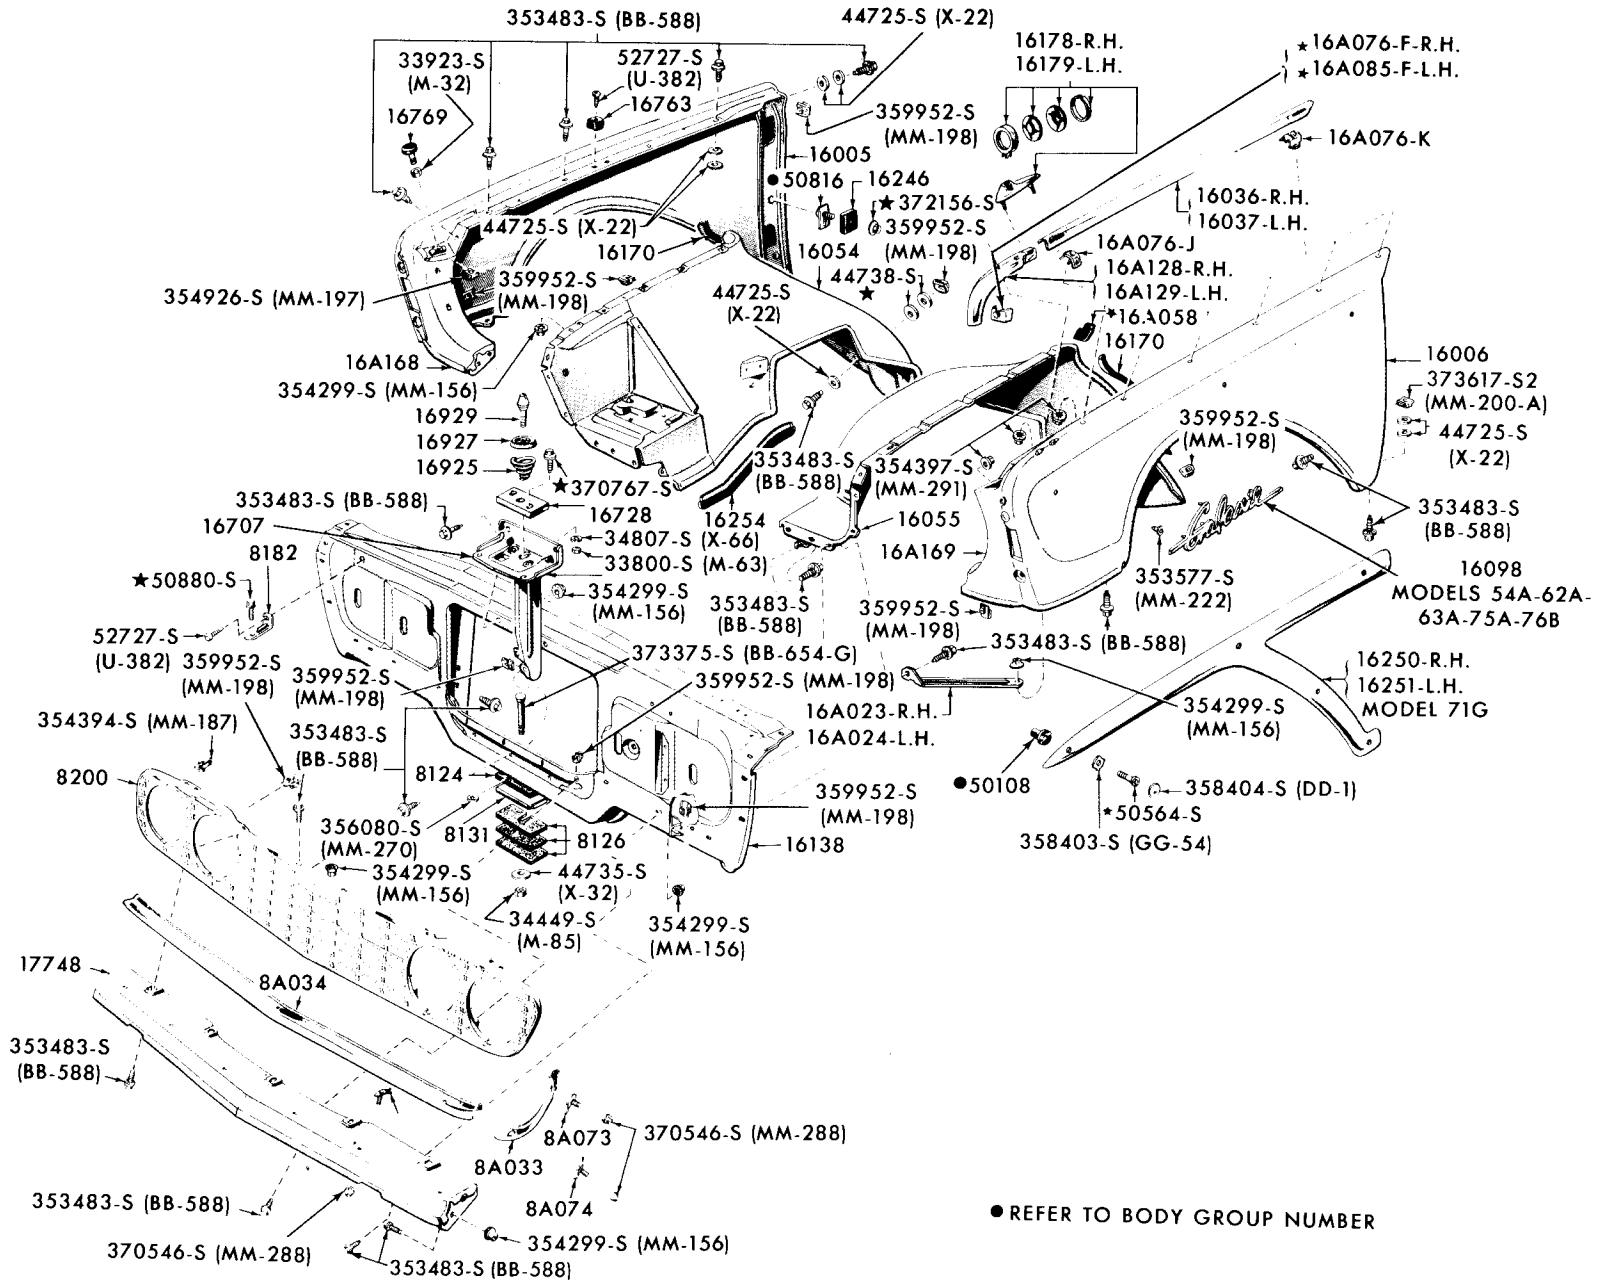 353483-S (BB-588)
44725-S (X-22)
33923-S
(M-32)
52727-S
(U-382)
16763
16769
16178-R.H.
16179-L.H.
★16A076-F-R.H.
★16A085-F-L.H.
359952-S
(MM-198)
16A076-K
16005
●50816
16246
★372156-S
16036-R.H.
16037-L.H.
44725-S (X-22)
16170
16054
359952-S
(MM-198)
16A076-J
354926-S (MM-197)
359952-S
(MM-198)
44738-S
★
16A128-R.H.
16A129-L.H.
44725-S
(X-22)
★16A058
16170
16A168
354299-S (MM-156)
16006
373617-S2
(MM-200-A)
16929
359952-S
(MM-198)
44725-S
(X-22)
16927
16925
353483-S
(BB-588)
354397-S
(MM-291)
★370767-S
353483-S (BB-588)
16728
16254
(X-66)
16055
353483-S
(BB-588)
16707
34807-S
16A169
8182
33800-S (M-63)
★50880-S
354299-S
(MM-156)
353483-S
(BB-588)
359952-S
(MM-198)
353577-S
(MM-222)
16098
MODELS 54A-62A-
63A-75A-76B
52727-S
(U-382)
353483-S (BB-588)
373375-S (BB-654-G)
359952-S
(MM-198)
359952-S
(MM-198)
359952-S (MM-198)
16250-R.H.
16251-L.H.
MODEL 71G
16A023-R.H.
16A024-L.H.
354299-S
(MM-156)
354394-S (MM-187)
353483-S
(BB-588)
8200
8124
●50108
358404-S (DD-1)
359952-S
(MM-198)
★50564-S
358403-S (GG-54)
356080-S
(MM-270)
8131
8126
16138
354299-S
(MM-156)
44735-S
(X-32)
34449-S
(M-85)
354299-S
(MM-156)
17748
8A034
353483-S
(BB-588)
8A073
370546-S (MM-288)
8A033
8A074
353483-S (BB-588)
●REFER TO BODY GROUP NUMBER
370546-S (MM-288)
354299-S (MM-156)
353483-S (BB-588)
Galaxie